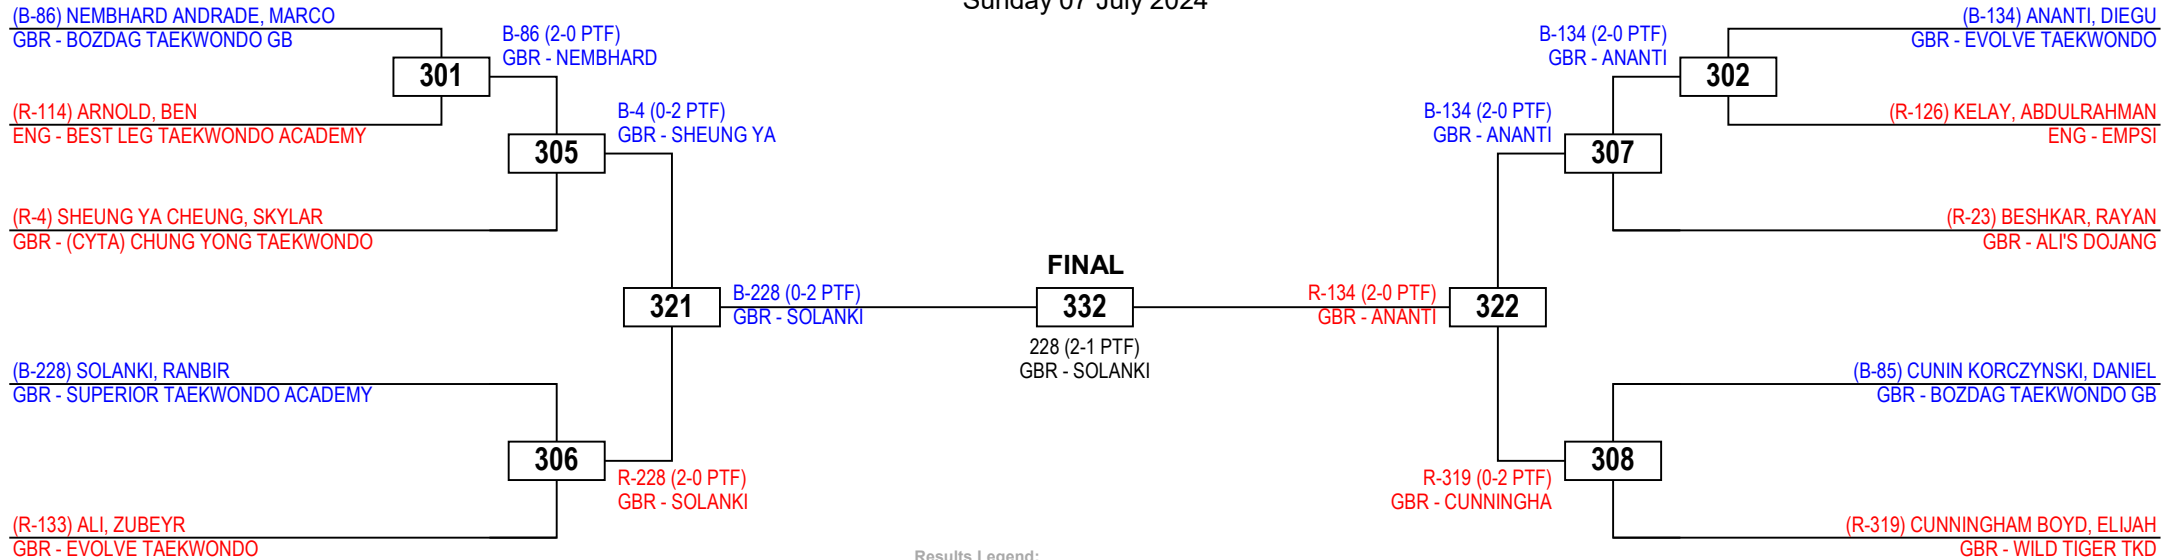 Sunday 07 July 2024
(B-86) NEMBHARD ANDRADE, MARCO
GBR - BOZDAG TAEKWONDO GB
301
(R-114) ARNOLD, BEN
ENG - BEST LEG TAEKWONDO ACADEMY
B-86 (2-0 PTF)
GBR - NEMBHARD
305
(R-4) SHEUNG YA CHEUNG, SKYLAR
GBR - (CYTA) CHUNG YONG TAEKWONDO
B-4 (0-2 PTF)
GBR - SHEUNG YA
321
B-228 (0-2 PTF)
GBR - SOLANKI
(B-228) SOLANKI, RANBIR
GBR - SUPERIOR TAEKWONDO ACADEMY
306
R-228 (2-0 PTF)
GBR - SOLANKI
(R-133) ALI, ZUBEYR
GBR - EVOLVE TAEKWONDO
FINAL
332
228 (2-1 PTF)
GBR - SOLANKI
(B-134) ANANTI, DIEGU
GBR - EVOLVE TAEKWONDO
B-134 (2-0 PTF)
GBR - ANANTI
302
(R-126) KELAY, ABDULRAHMAN
ENG - EMPSI
B-134 (2-0 PTF)
GBR - ANANTI
307
(R-23) BESHKAR, RAYAN
GBR - ALI'S DOJANG
R-134 (2-0 PTF)
GBR - ANANTI
322
(B-85) CUNIN KORCZYNSKI, DANIEL
GBR - BOZDAG TAEKWONDO GB
308
R-319 (0-2 PTF)
GBR - CUNNINGHA
(R-319) CUNNINGHAM BOYD, ELIJAH
GBR - WILD TIGER TKD
Results Legend: